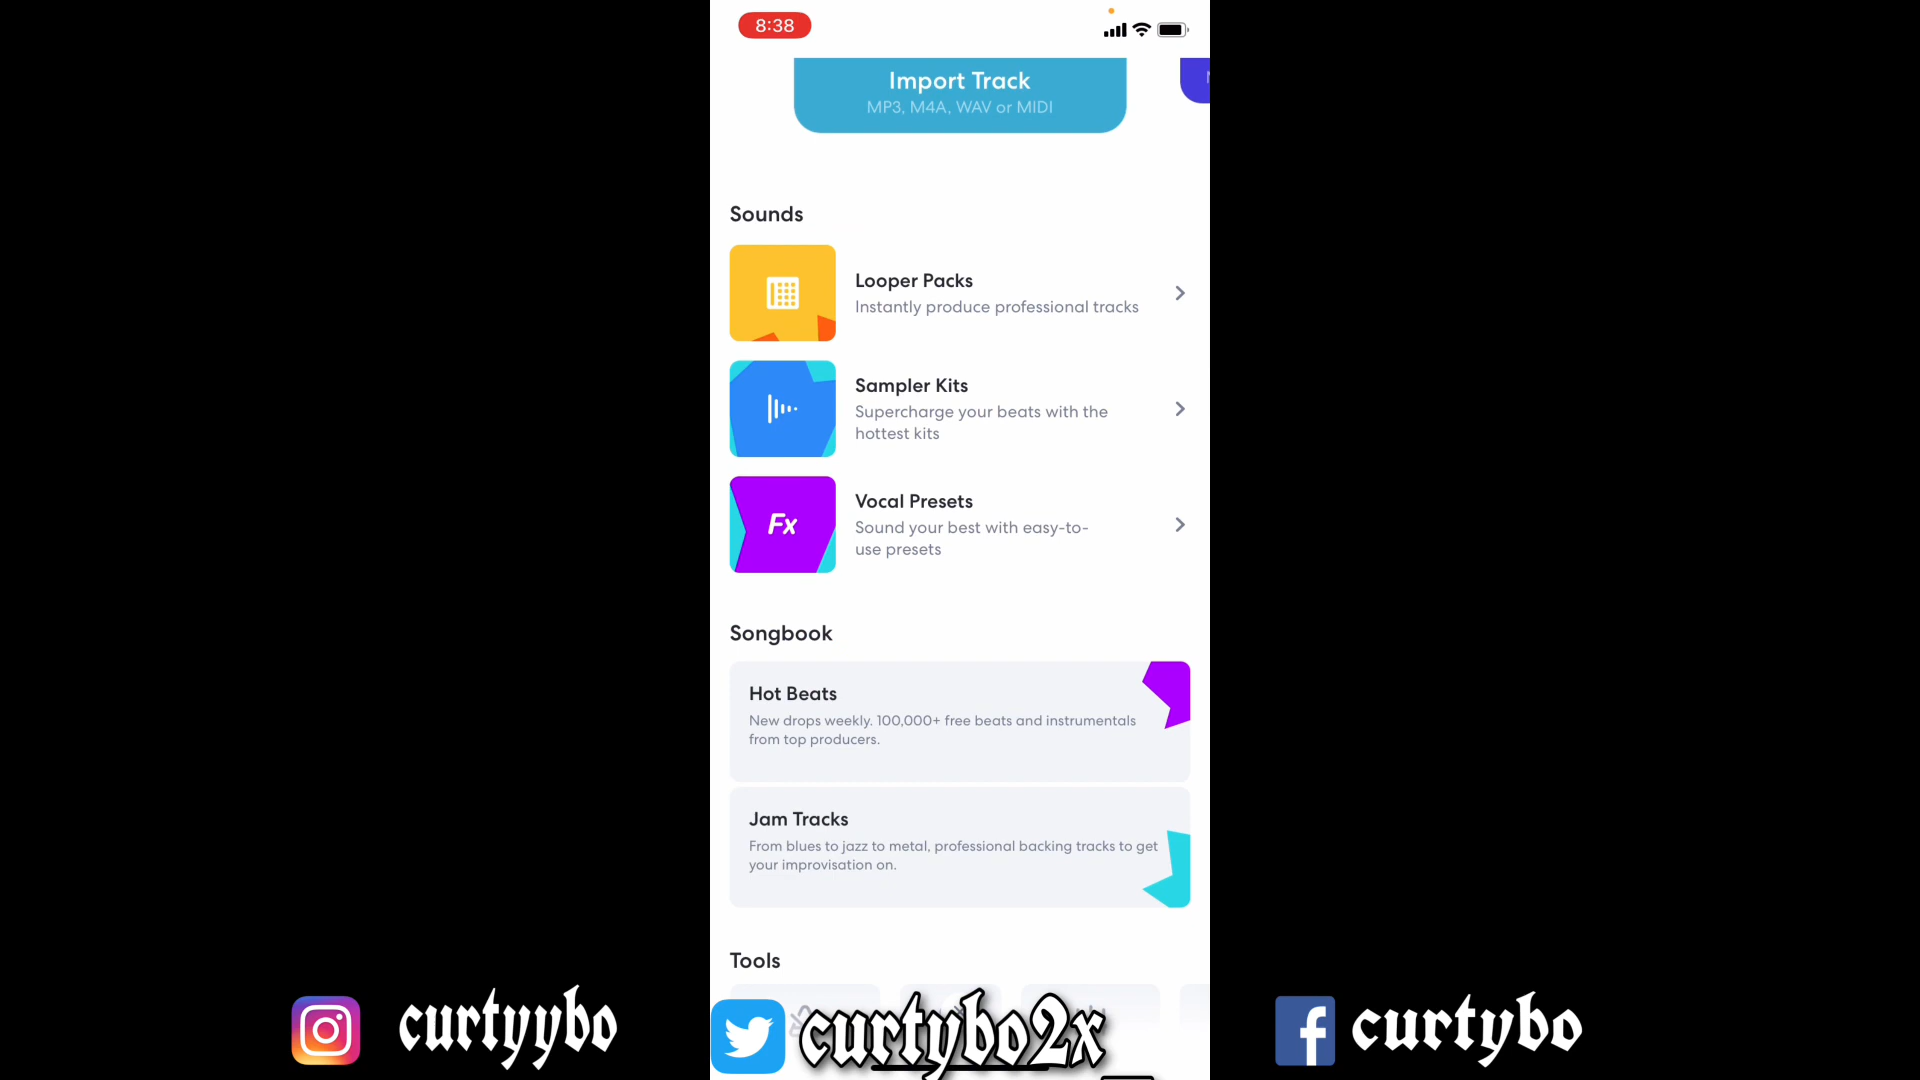 8:38
Import Track
MP3, M4A, WAV or MIDI
Sounds
Looper Packs
Instantly produce professional tracks
Sampler Kits
Supercharge your beats with the
hottest kits
Fx
Vocal Presets
Sound your best with easy-to-
use presets
Songbook
Hot Beats
New drops weekly. 100,000+ free beats and instrumentals
from top producers.
Jam Tracks
From blues to jazz to metal, professional backing tracks to get
your improvisation on.
Tools
curtyybo
curtybo2x
f curtybo